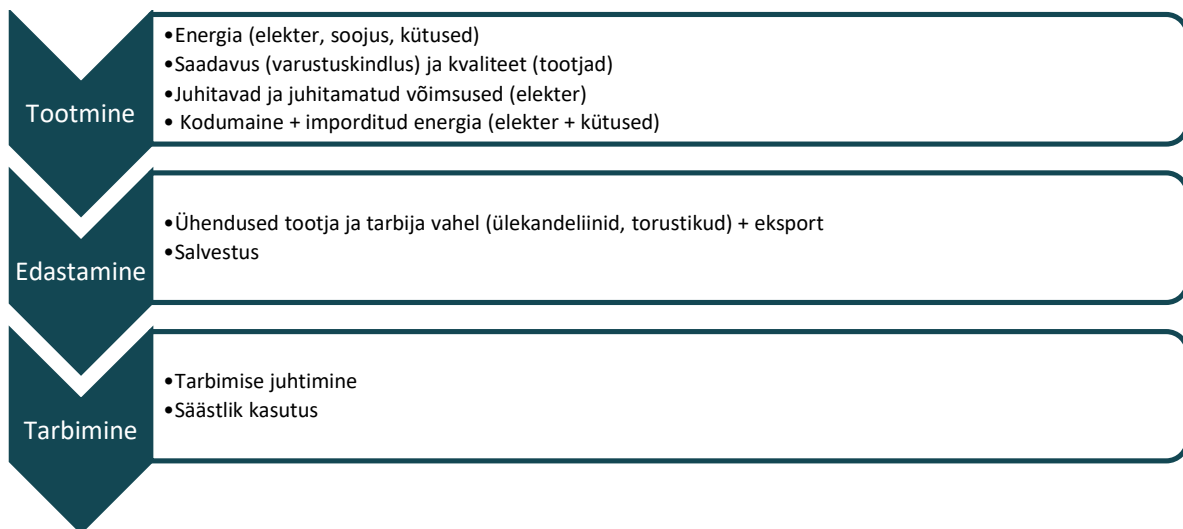 Tootmine
•Energia (elekter, soojus, kütused)
•Saadavus (varustuskindlus) ja kvaliteet (tootjad)
•Juhitavad ja juhitamatud võimsused (elekter)
• Kodumaine + imporditud energia (elekter + kütused)
Edastamine
•Ühendused tootja ja tarbija vahel (ülekandeliinid, torustikud) + eksport
•Salvestus
Tarbimine
•Tarbimise juhtimine
•Säästlik kasutus